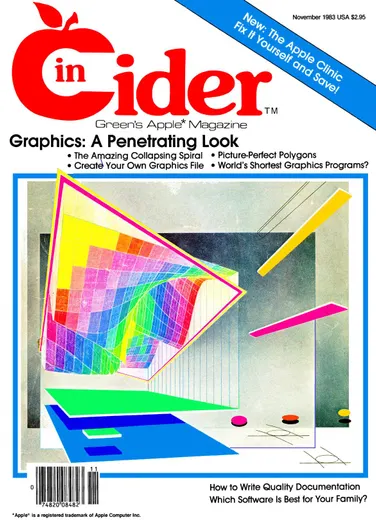 November 1983 USA $2.95
New: The Apple Clinic
Fix It Yourself and Save!
inCider™
Green's Apple* Magazine
Graphics: A Penetrating Look
• The Amazing Collapsing Spiral • Picture-Perfect Polygons
• Create Your Own Graphics File • World's Shortest Graphics Programs?
11
0
74820 08482
How to Write Quality Documentation
Which Software Is Best for Your Family?
"Apple" is a registered trademark of Apple Computer Inc.